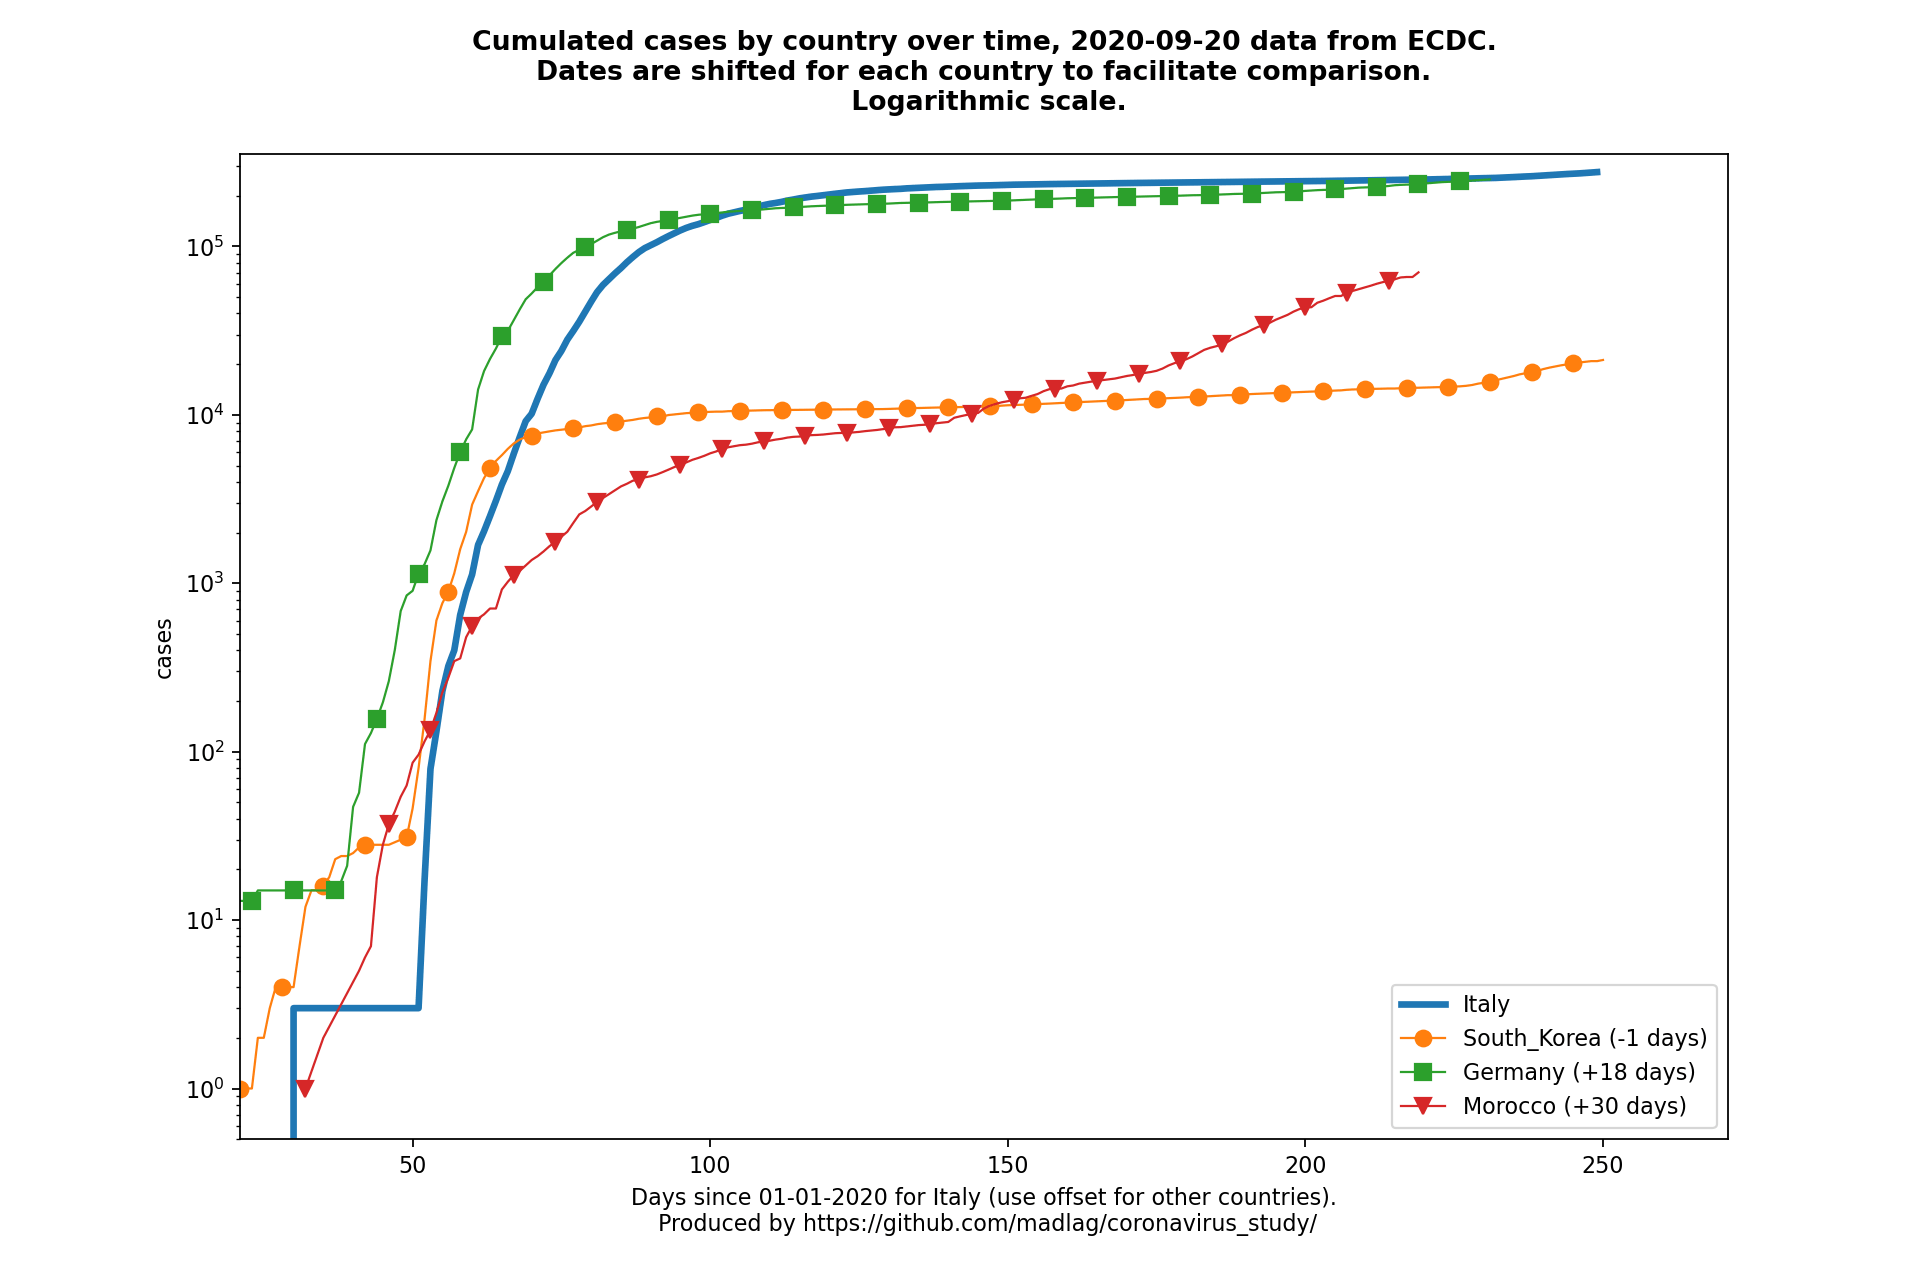 Cumulated cases by country over time, 2020-09-20 data from ECDC.
Dates are shifted for each country to facilitate comparison.
Logarithmic scale.
10^5
10^4
10^3
10^2
10^1
10^0
cases
Italy
South_Korea (-1 days)
Germany (+18 days)
Morocco (+30 days)
50 100 150 200 250
Days since 01-01-2020 for Italy (use offset for other countries).
Produced by https://github.com/madlag/coronavirus_study/